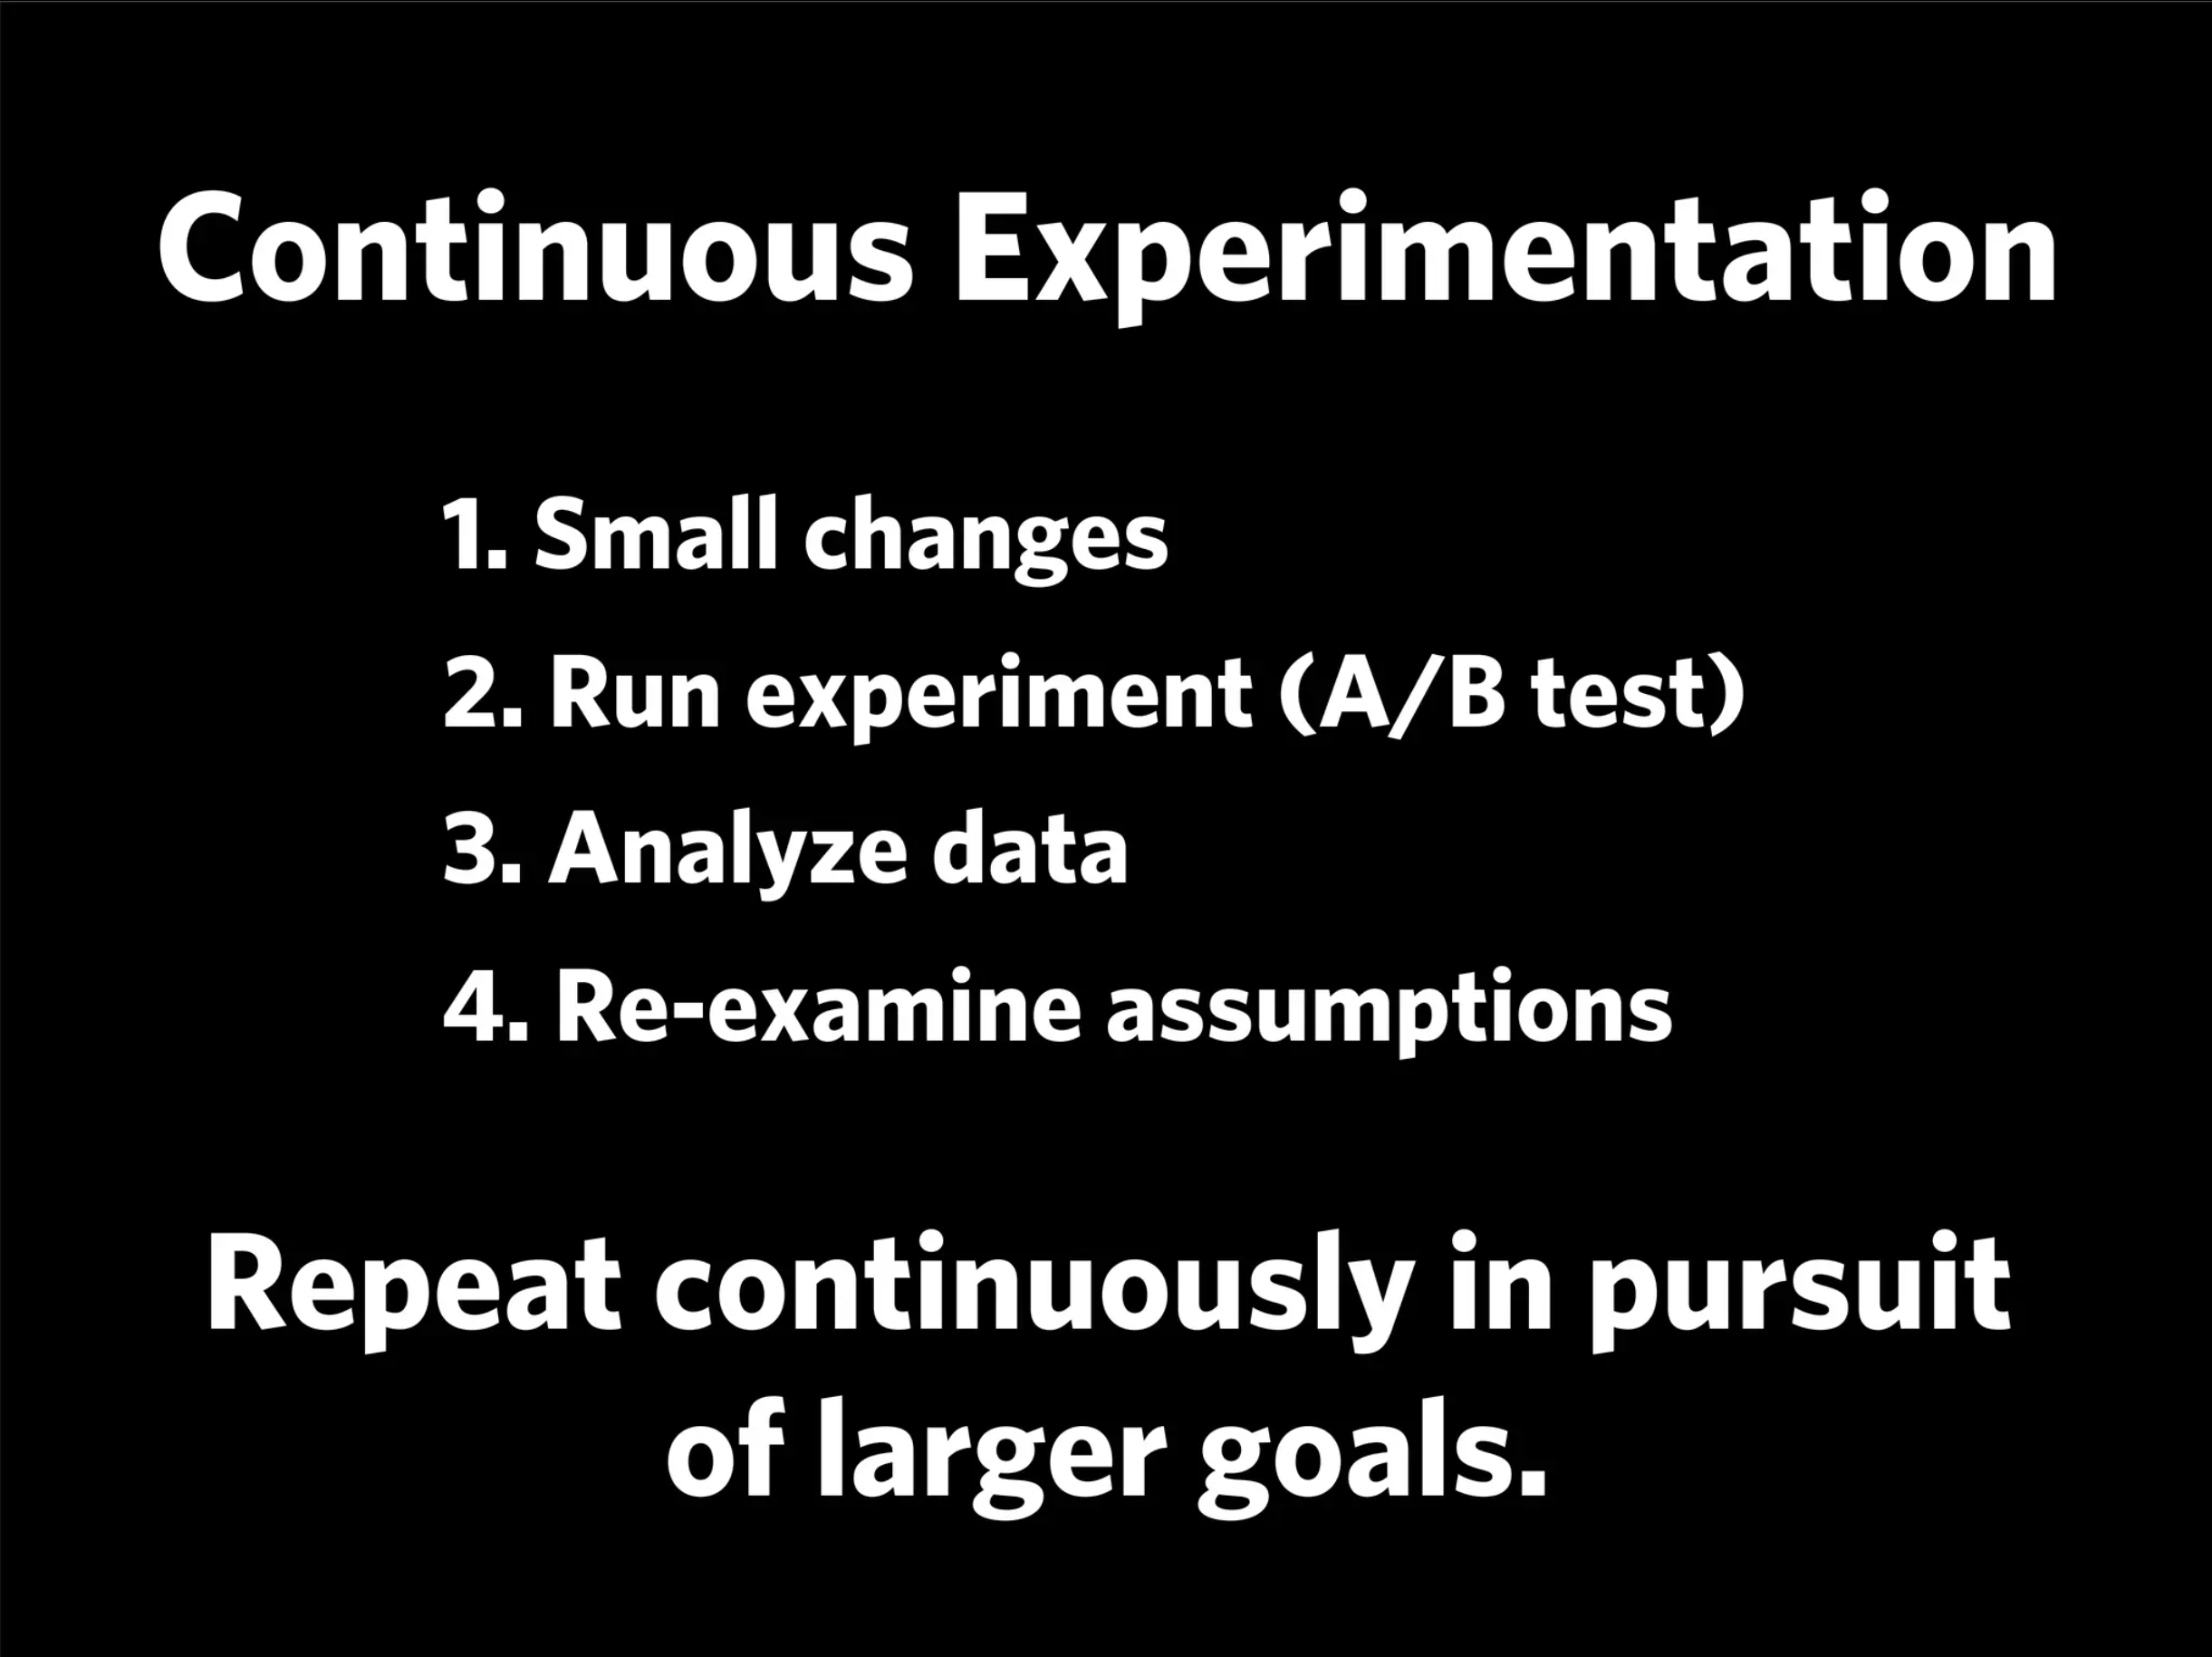 Continuous Experimentation
1. Small changes
2. Run experiment (A/B test)
3. Analyze data
4. Re-examine assumptions
Repeat continuously in pursuit
of larger goals.